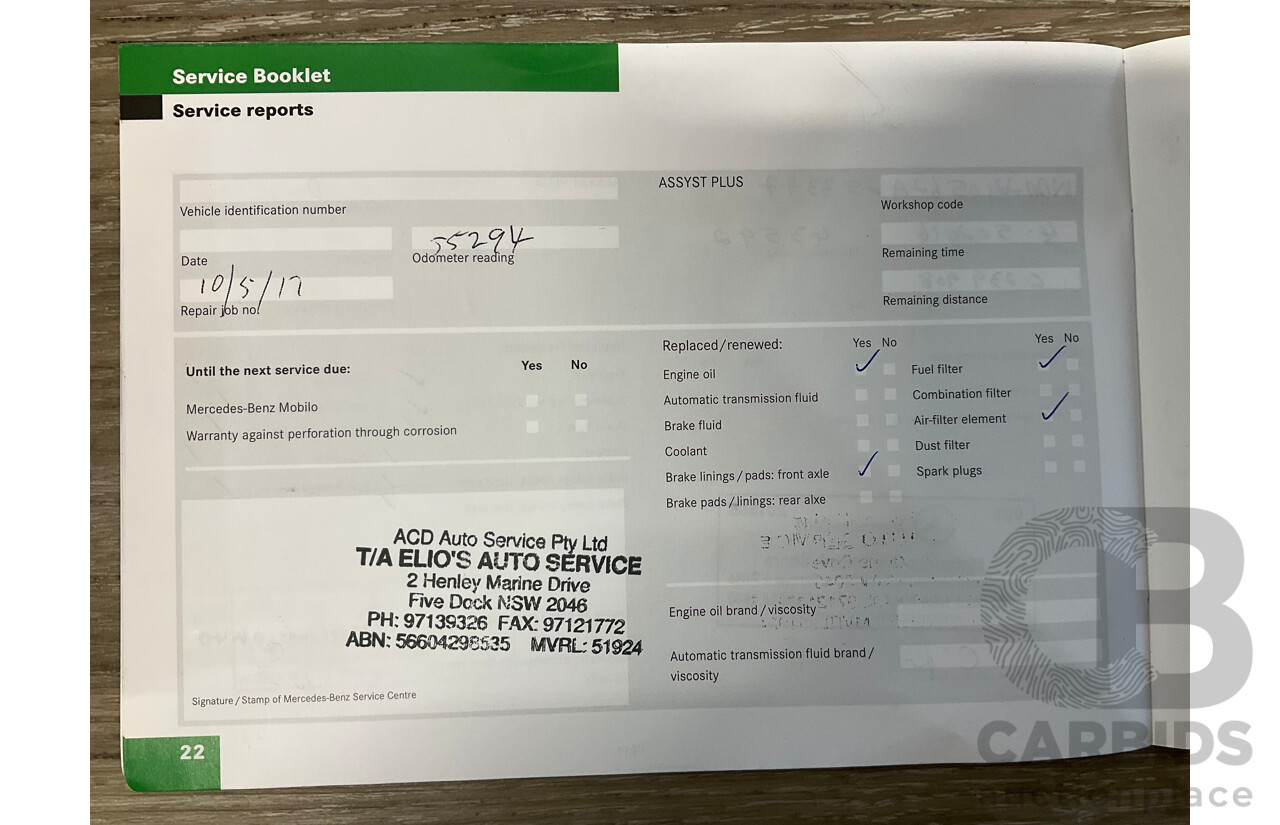 Service Booklet
Service reports
ASSYST PLUS
Vehicle identification number
Workshop code
55294
Date
Odometer reading
Remaining time
10/5/17
Repair job no.
Remaining distance
Until the next service due:
Yes No
Mercedes-Benz Mobilo
Warranty against perforation through corrosion
Replaced/renewed:
Yes No
Engine oil
Automatic transmission fluid
Brake fluid
Coolant
Brake linings/pads: front axle
Brake pads/linings: rear alxe
Yes No
Fuel filter
Combination filter
Air-filter element
Dust filter
Spark plugs
ACD Auto Service Pty Ltd
T/A ELIO'S AUTO SERVICE
2 Henley Marine Drive
Five Dock NSW 2046
PH: 97139326 FAX: 97121772
ABN: 56604298535 MVRL: 51924
Signature/Stamp of Mercedes-Benz Service Centre
Engine oil brand/viscosity
Automatic transmission fluid brand/
viscosity
22
CB
CARBIDS
auctionplace